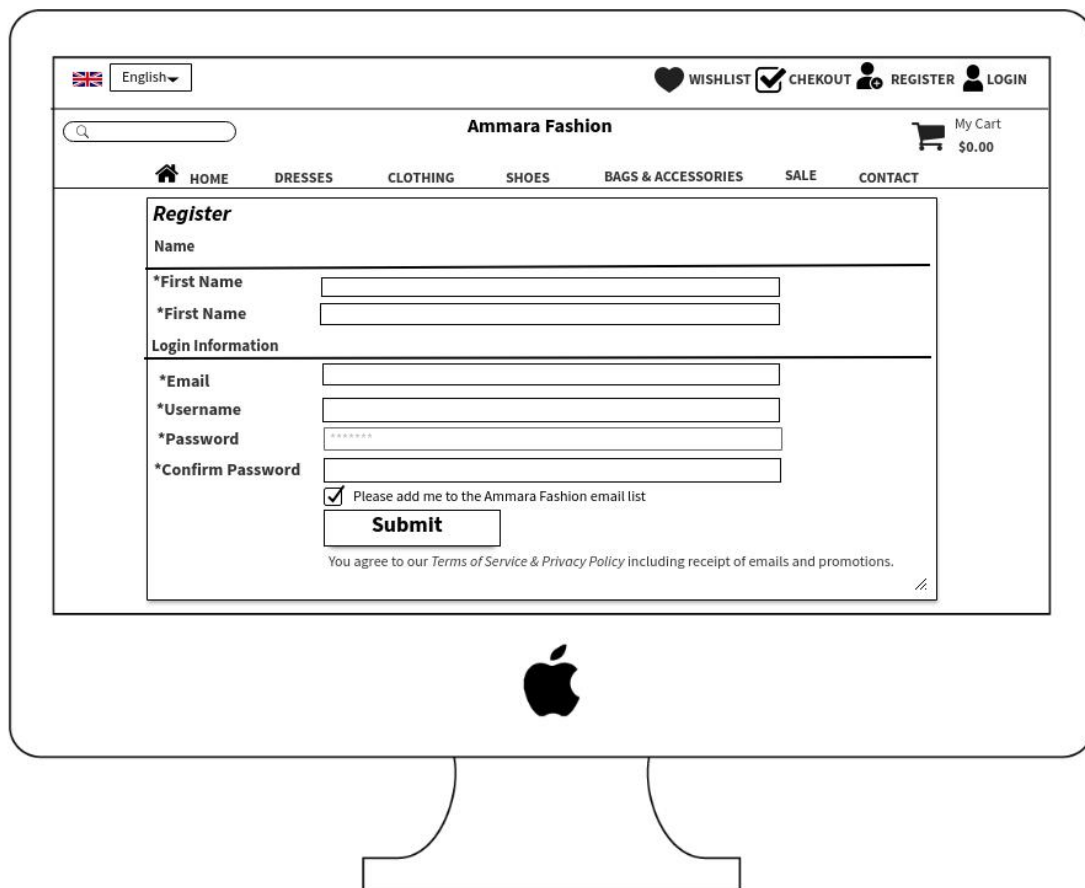 English
WISHLIST CHEKOUT REGISTER LOGIN
Ammara Fashion
My Cart
$0.00
HOME DRESSES CLOTHING SHOES BAGS & ACCESSORIES SALE CONTACT
Register
Name
*First Name
*First Name
Login Information
*Email
*Username
*Password *******
*Confirm Password
Please add me to the Ammara Fashion email list
Submit
You agree to our Terms of Service & Privacy Policy including receipt of emails and promotions.